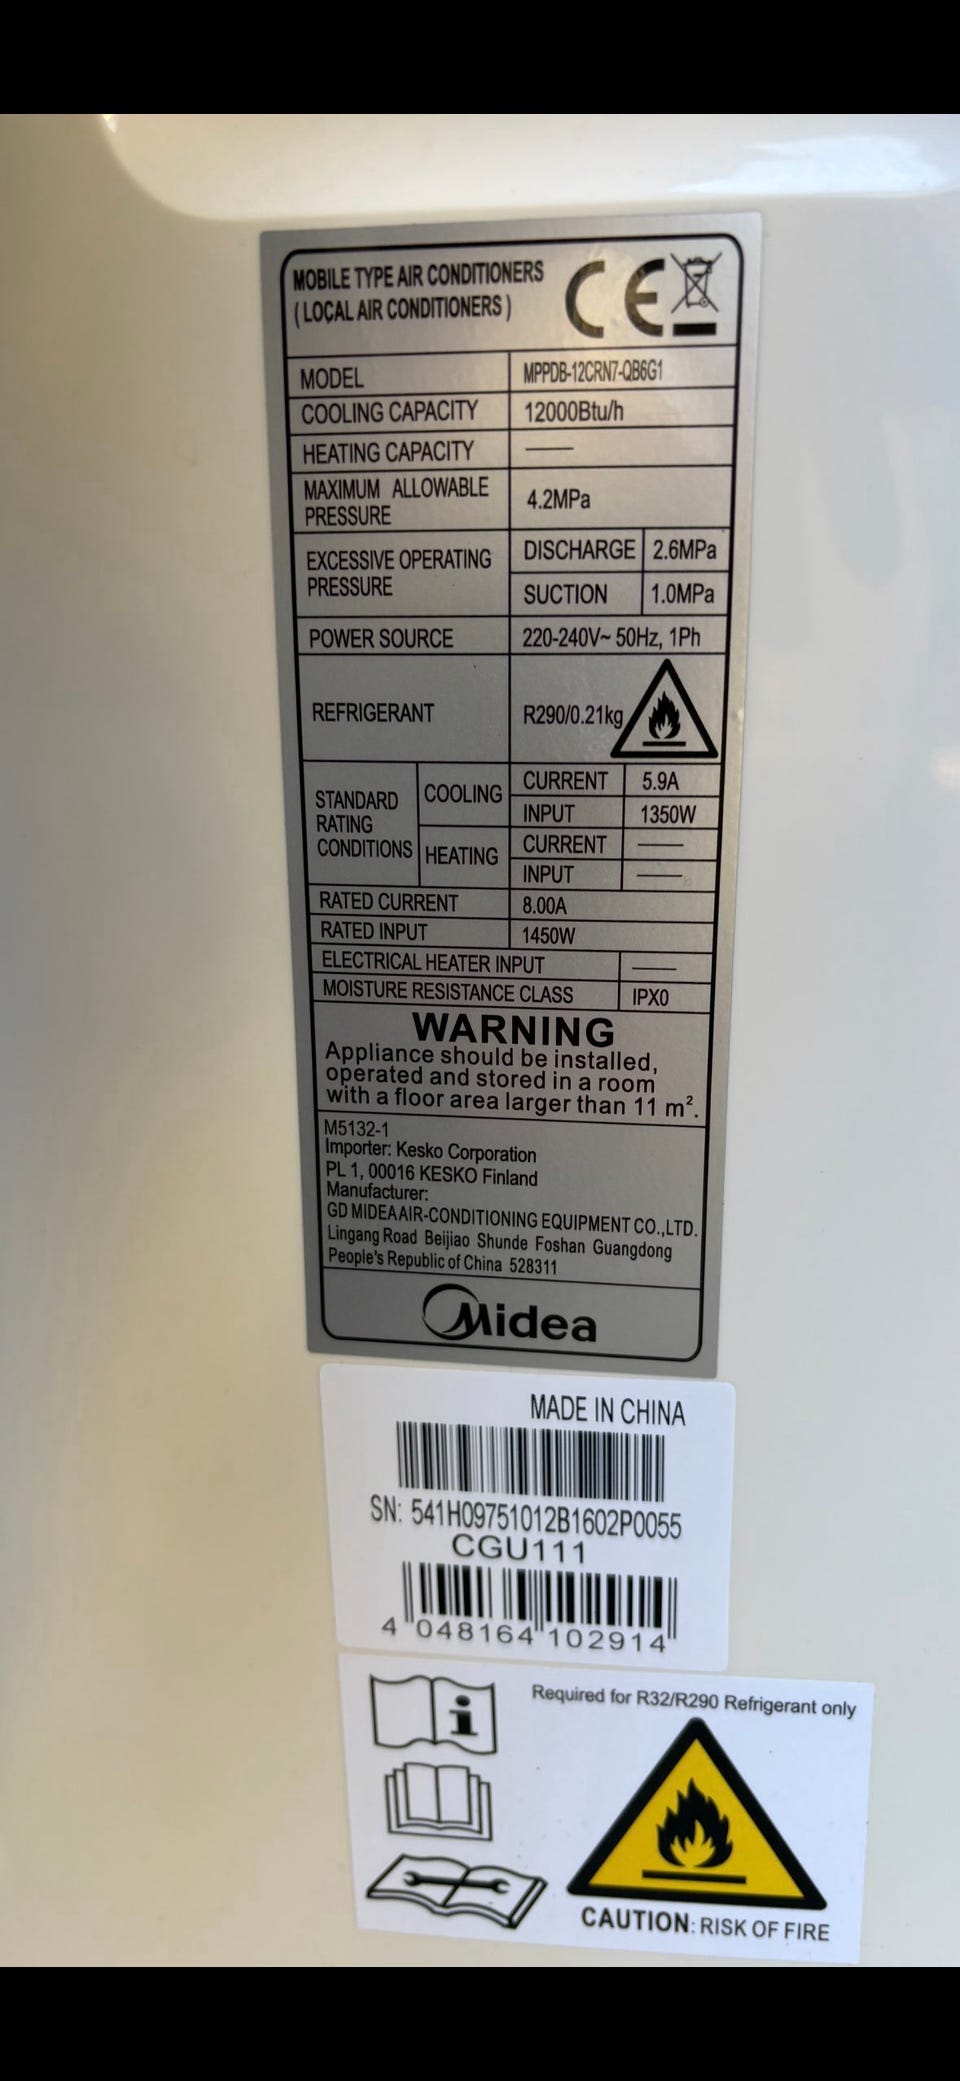 MOBILE TYPE AIR CONDITIONERS
( LOCAL AIR CONDITIONERS )
CE
MODEL MPPDB-12CRN7-QB6G1
COOLING CAPACITY 12000Btu/h
HEATING CAPACITY ——
MAXIMUM ALLOWABLE
PRESSURE 4.2MPa
EXCESSIVE OPERATING
PRESSURE
DISCHARGE 2.6MPa
SUCTION 1.0MPa
POWER SOURCE 220-240V~ 50Hz, 1Ph
REFRIGERANT R290/0.21kg
STANDARD
RATING
CONDITIONS
COOLING
CURRENT 5.9A
INPUT 1350W
HEATING
CURRENT ——
INPUT ——
RATED CURRENT 8.00A
RATED INPUT 1450W
ELECTRICAL HEATER INPUT ——
MOISTURE RESISTANCE CLASS IPX0
WARNING
Appliance should be installed,
operated and stored in a room
with a floor area larger than 11 m².
M5132-1
Importer: Kesko Corporation
PL 1, 00016 KESKO Finland
Manufacturer:
GD MIDEA AIR-CONDITIONING EQUIPMENT CO.,LTD.
Lingang Road Beijiao Shunde Foshan Guangdong
People's Republic of China 528311
Midea
MADE IN CHINA
SN: 541H09751012B1602P0055
CGU111
4 048164 102914
Required for R32/R290 Refrigerant only
CAUTION: RISK OF FIRE